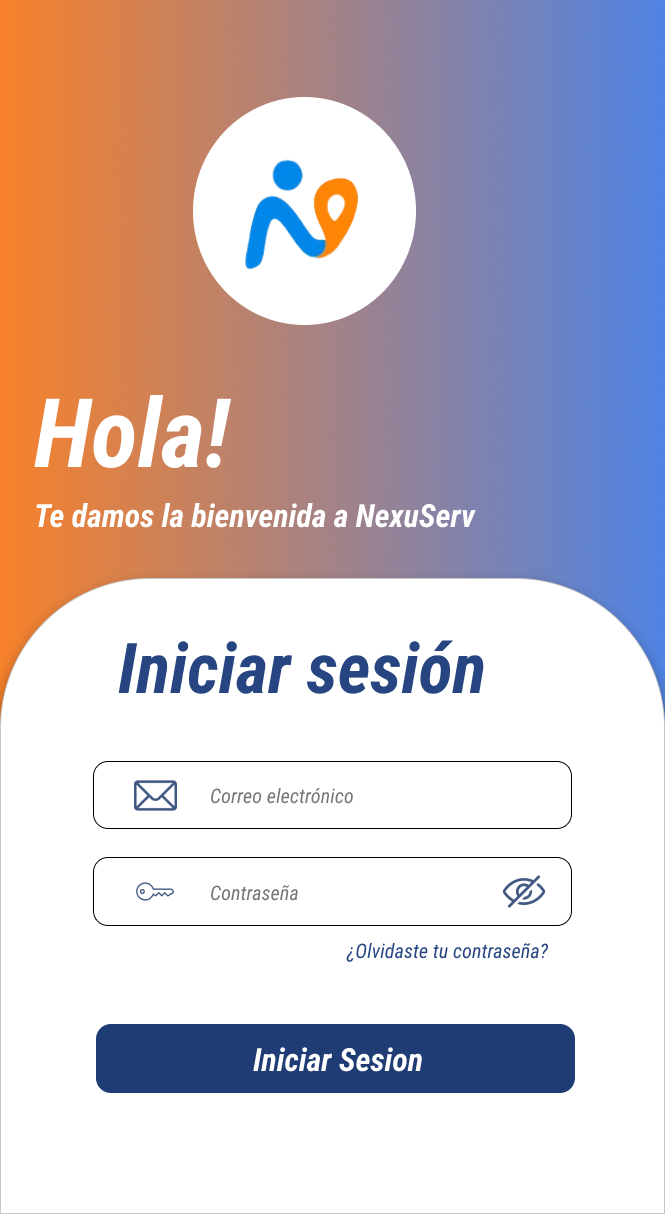 Hola!
Te damos la bienvenida a NexuServ
Iniciar sesión
Correo electrónico
Contraseña
¿Olvidaste tu contraseña?
Iniciar Sesion